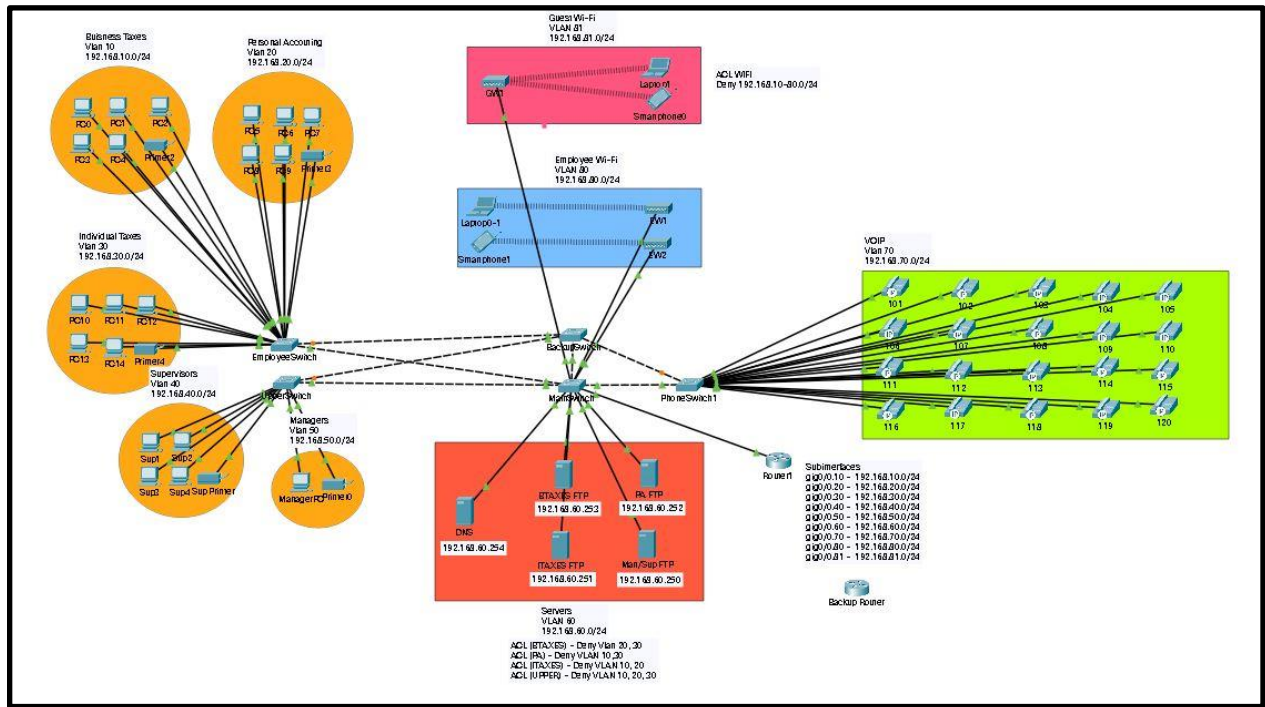 Guest Wi-Fi
VLAN 81
192.168.81.0/24
Buisness Taxes
Vlan 10
192.168.10.0/24
Personal Accouting
Vlan 20
192.168.20.0/24
ACL WIFI
Deny 192.168.10-80.0/24
GW1
Laptop1
Smartphone0
PC0
PC1
PC2
PC3
PC4
Printer2
PC5
PC6
PC7
PC8
PC9
Printer3
Employee Wi-Fi
VLAN 80
192.168.80.0/24
Laptop0-1
EW1
Smartphone1
EW2
Individual Taxes
Vlan 30
192.168.30.0/24
VOIP
Vlan 70
192.168.70.0/24
PC10
PC11
PC12
PC13
PC14
Printer4
EmployeeSwitch
BackupSwitch
UpperSwitch
MainSwitch
PhoneSwitch1
101
102
103
104
105
106
107
108
109
110
111
112
113
114
115
116
117
118
119
120
Supervisors
Vlan 40
192.168.40.0/24
Managers
Vlan 50
192.168.50.0/24
Sup1
Sup2
Sup3
Sup4
Sup Printer
ManagerPC
Printer0
Router1
Subinterfaces
gig0/0.10 - 192.168.10.0/24
gig0/0.20 - 192.168.20.0/24
gig0/0.30 - 192.168.30.0/24
gig0/0.40 - 192.168.40.0/24
gig0/0.50 - 192.168.50.0/24
gig0/0.60 - 192.168.60.0/24
gig0/0.70 - 192.168.70.0/24
gig0/0.80 - 192.168.80.0/24
gig0/0.81 - 192.168.81.0/24
Backup Router
DNS
192.168.60.254
BTAXES FTP
192.168.60.253
PA FTP
192.168.60.252
ITAXES FTP
192.168.60.251
Man/Sup FTP
192.168.60.250
Servers
VLAN 60
192.168.60.0/24
ACL (BTAXES) - Deny Vlan 20, 30
ACL (PA) - Deny VLAN 10,30
ACL (ITAXES) - Deny VLAN 10, 20
ACL (UPPER) - Deny VLAN 10, 20, 30